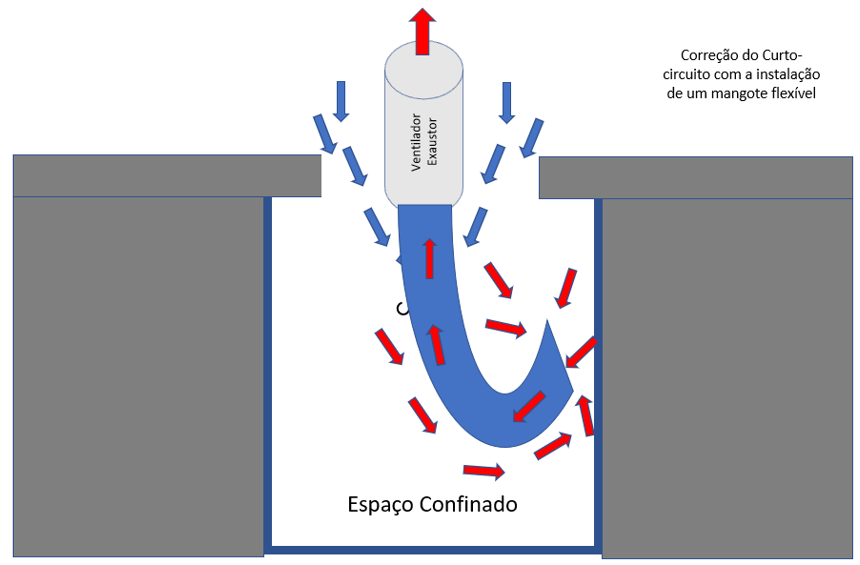 Correção do Curto-
circuito com a instalação
de um mangote flexível
Ventilador
Exaustor
C
Espaço Confinado